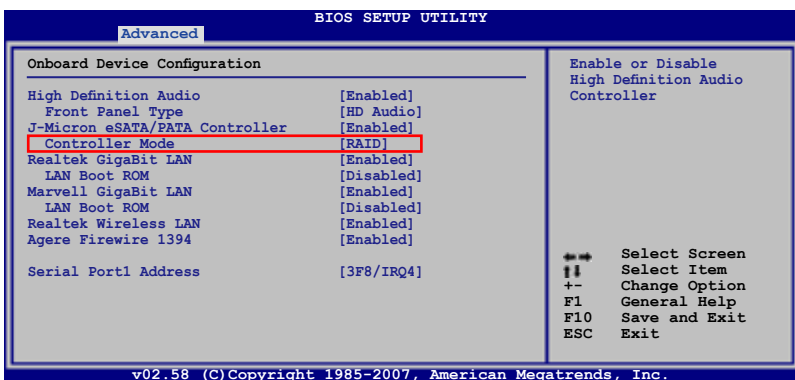 BIOS SETUP UTILITY
Advanced
Onboard Device Configuration
High Definition Audio [Enabled]
Front Panel Type [HD Audio]
J-Micron eSATA/PATA Controller [Enabled]
Controller Mode [RAID]
Realtek GigaBit LAN [Enabled]
LAN Boot ROM [Disabled]
Marvell GigaBit LAN [Enabled]
LAN Boot ROM [Disabled]
Realtek Wireless LAN [Enabled]
Agere Firewire 1394 [Enabled]
Serial Port1 Address [3F8/IRQ4]
Enable or Disable
High Definition Audio
Controller
←→ Select Screen
↑↓ Select Item
+- Change Option
F1 General Help
F10 Save and Exit
ESC Exit
v02.58 (C)Copyright 1985-2007, American Megatrends, Inc.